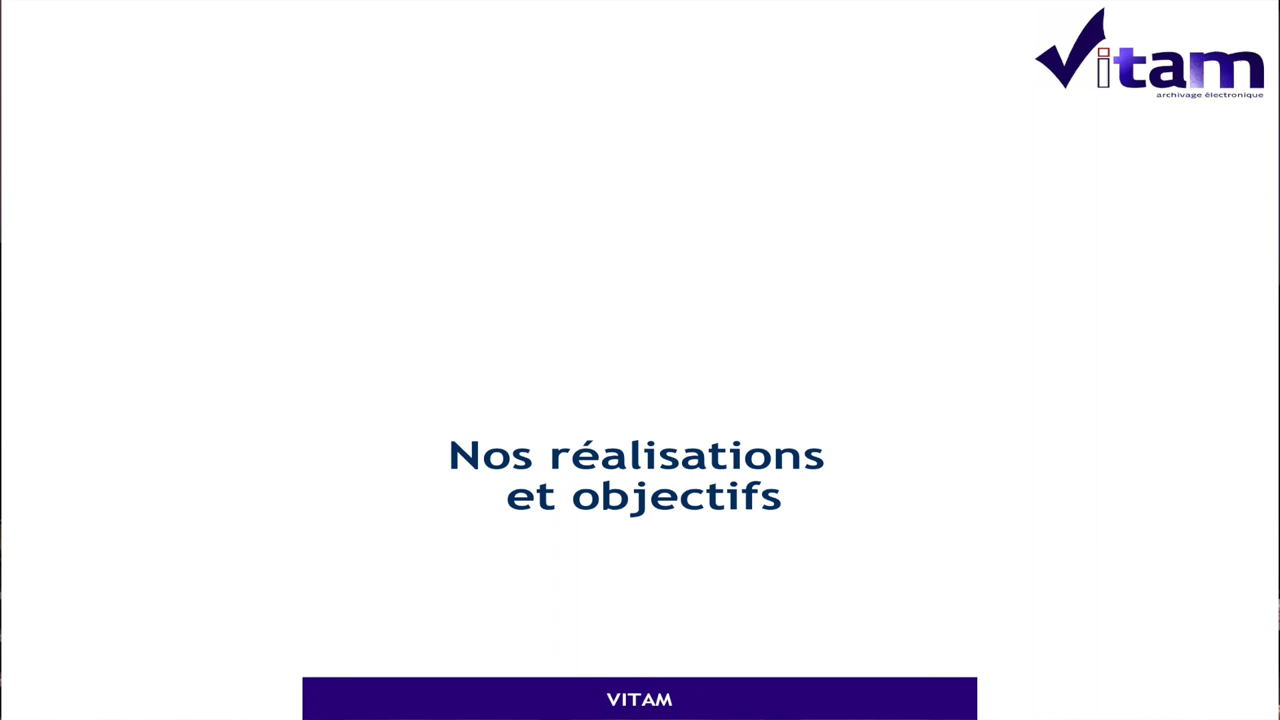 Vitam
archivage électronique
Nos réalisations
et objectifs
VITAM